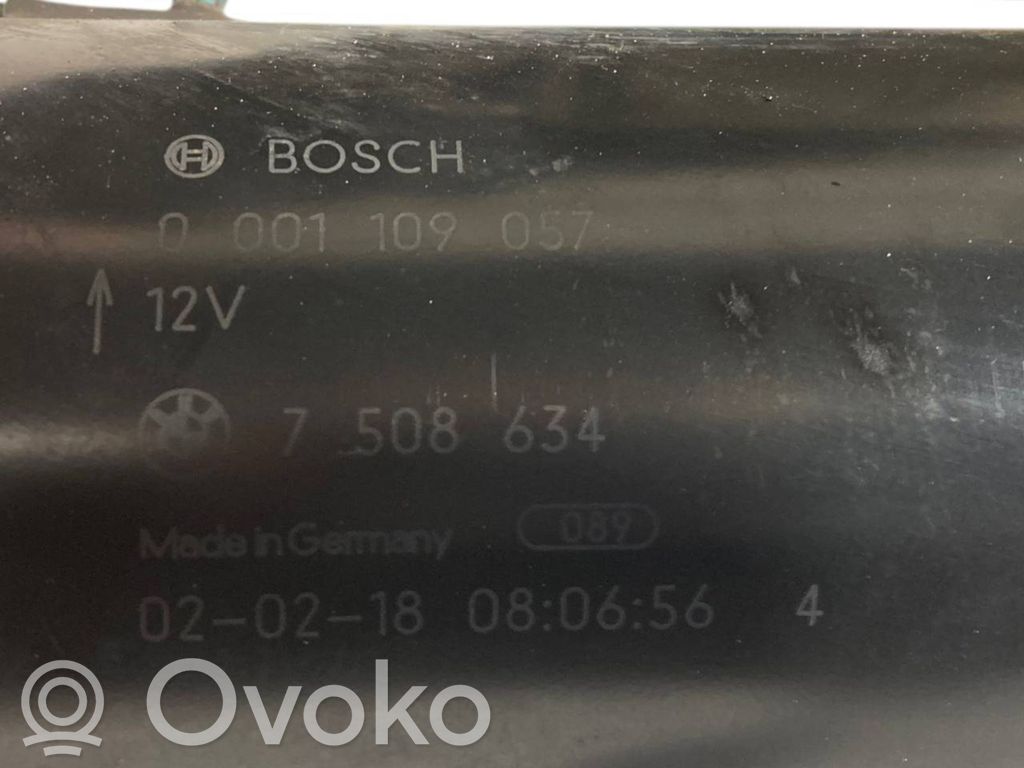 BOSCH
0 001 109 057
12V
7 508 634
Made in Germany 089
02-02-18 08:06:56 4
Ovoko